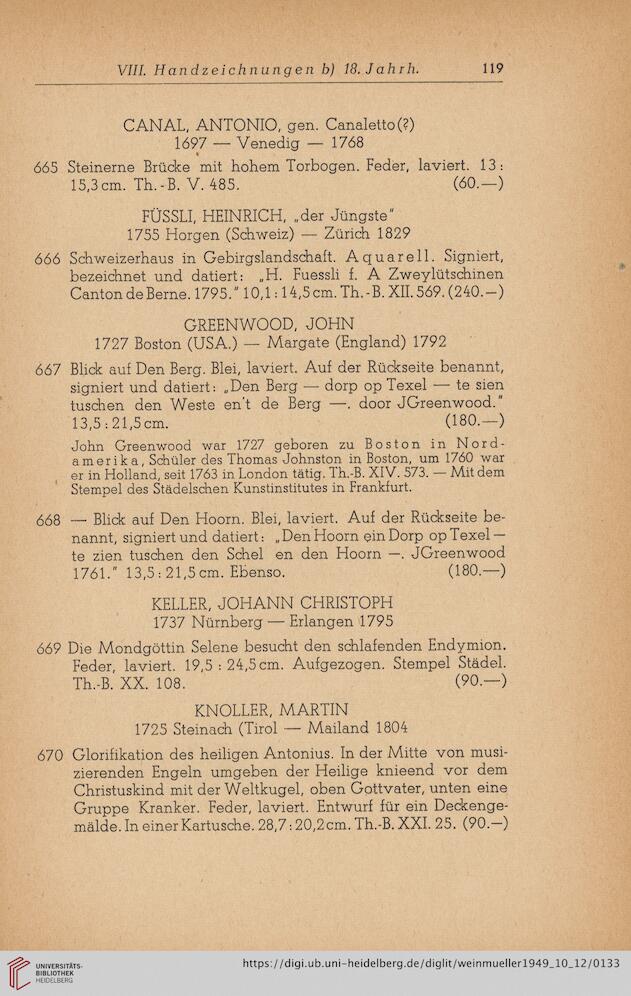 VIII. Handzeichnungen b) 18. Jahrh. 119
CANAL, ANTONIO, gen. Canaletto (?)
1697 — Venedig — 1768
665 Steinerne Brücke mit hohem Torbogen. Feder, laviert. 13 :
15,3 cm. Th.-B. V. 485. (60.—)
FÜSSLI, HEINRICH, „der Jüngste"
1755 Horgen (Schweiz) — Zürich 1829
666 Schweizerhaus in Gebirgslandschaft. Aquarell. Signiert,
bezeichnet und datiert: „H. Fuessli f. A Zweylütschinen
Canton de Berne. 1795." 10,1 : 14,5 cm. Th.-B. XII. 569. (240.—)
GREENWOOD, JOHN
1727 Boston (USA.) — Margate (England) 1792
667 Blick auf Den Berg. Blei, laviert. Auf der Rückseite benannt,
signiert und datiert: „Den Berg — dorp op Texel — te sien
tuschen den Weste en't de Berg —. door JGreenwood."
13,5 : 21,5 cm. (180.—)
John Greenwood war 1727 geboren zu Boston in Nord-
amerika, Schüler des Thomas Johnston in Boston, um 1760 war
er in Holland, seit 1763 in London tätig. Th.-B. XIV. 573. — Mit dem
Stempel des Städelschen Kunstinstitutes in Frankfurt.
668 — Blick auf Den Hoorn. Blei, laviert. Auf der Rückseite be-
nannt, signiert und datiert: „Den Hoorn ein Dorp op Texel —
te zien tuschen den Schel en den Hoorn —. JGreenwood
1761." 13,5 : 21,5 cm. Ebenso. (180.—)
KELLER, JOHANN CHRISTOPH
1737 Nürnberg — Erlangen 1795
669 Die Mondgöttin Selene besucht den schlafenden Endymion.
Feder, laviert. 19,5 : 24,5 cm. Aufgezogen. Stempel Städel.
Th.-B. XX. 108. (90.—)
KNOLLER, MARTIN
1725 Steinach (Tirol — Mailand 1804
670 Glorifikation des heiligen Antonius. In der Mitte von musi-
zierenden Engeln umgeben der Heilige knieend vor dem
Christuskind mit der Weltkugel, oben Gottvater, unten eine
Gruppe Kranker. Feder, laviert. Entwurf für ein Deckenge-
mälde. In einer Kartusche. 28,7 : 20,2 cm. Th.-B. XXI. 25. (90.—)
UNIVERSITÄTS-
BIBLIOTHEK
HEIDELBERG
https://digi.ub.uni-heidelberg.de/diglit/weinmueller1949_10_12/0133